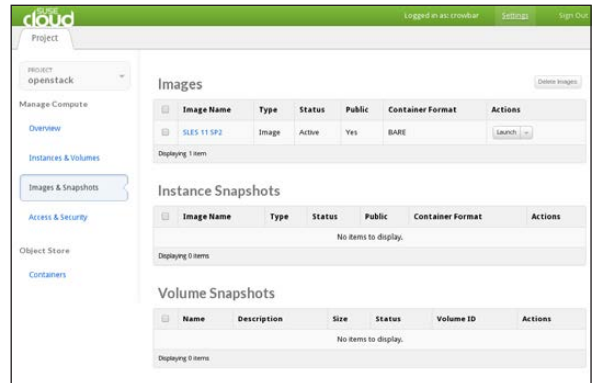 SUSE
cloud
Logged in as: crowbar Settings Sign Out
Project
PROJECT
openstack
Manage Compute
Overview
Instances & Volumes
Images & Snapshots
Access & Security
Object Store
Containers
Images
Delete Images
Image Name Type Status Public Container Format Actions
SLES 11 SP2 Image Active Yes BARE Launch
Displaying 1 item
Instance Snapshots
Image Name Type Status Public Container Format Actions
No items to display.
Displaying 0 items
Volume Snapshots
Name Description Size Status Volume ID Actions
No items to display.
Displaying 0 items